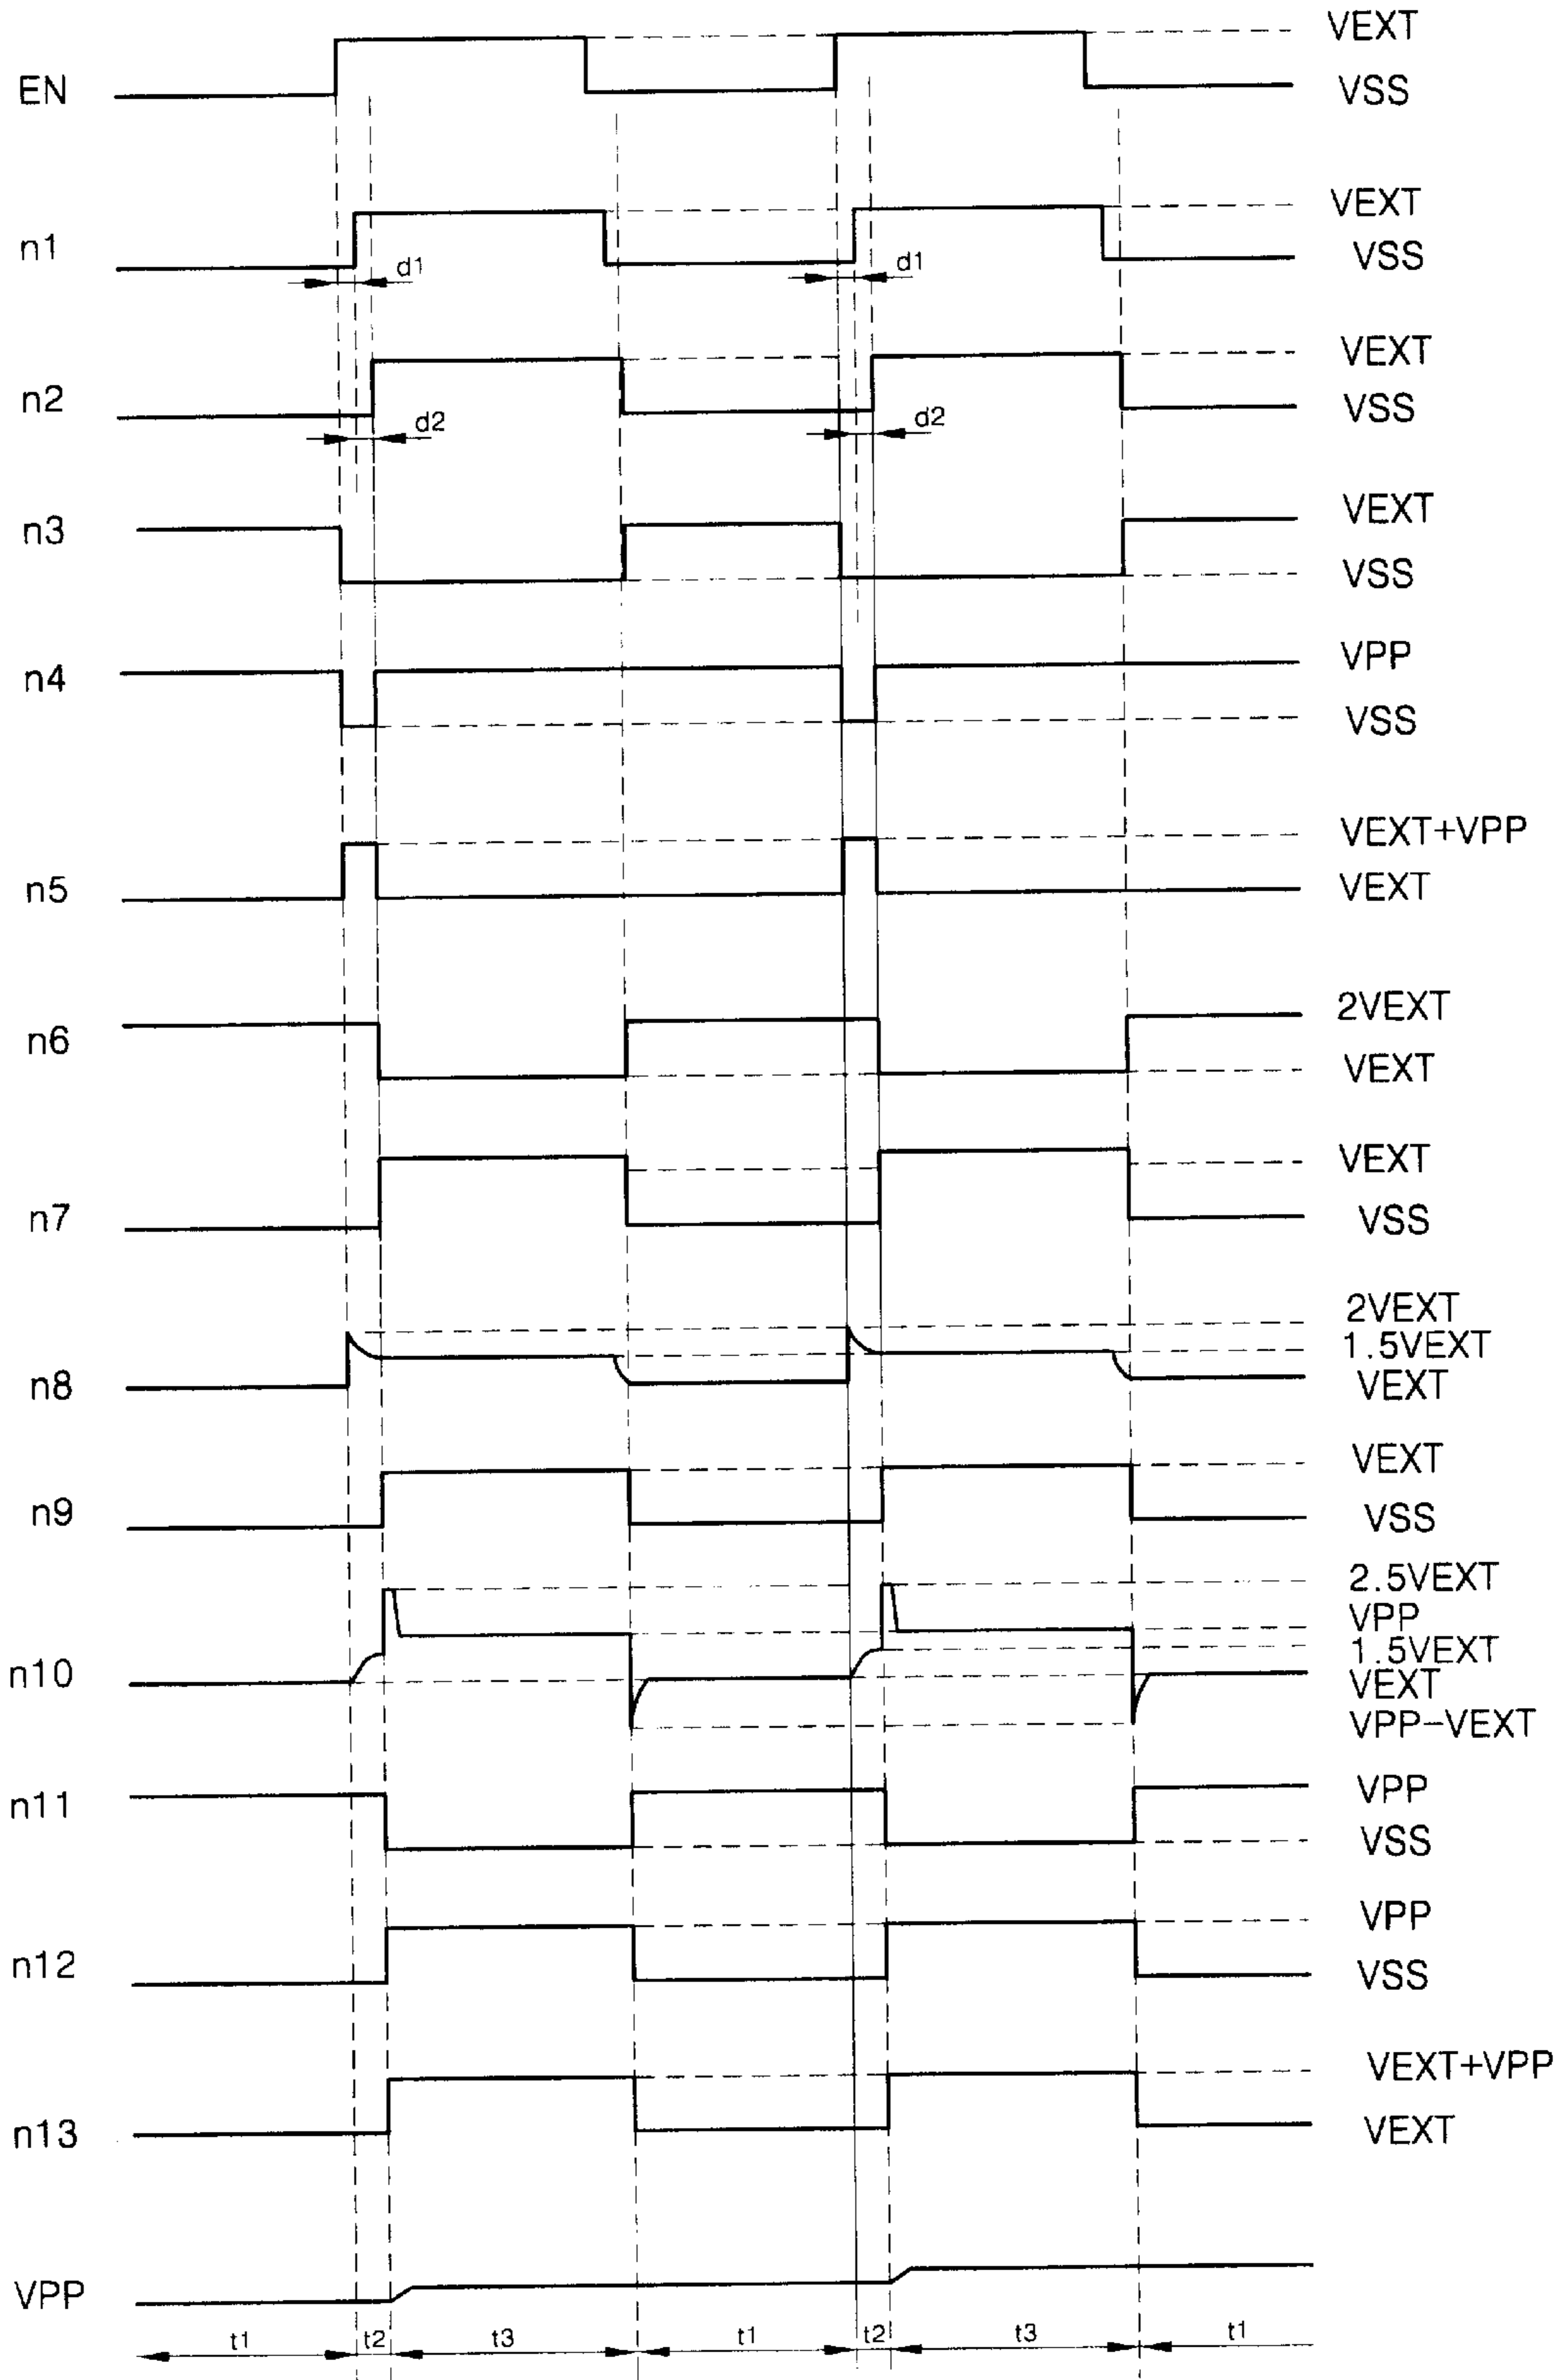 VEXT
EN
VSS
VEXT
n1
VSS
d1
d1
VEXT
n2
VSS
d2
d2
VEXT
n3
VSS
VPP
n4
VSS
VEXT+VPP
n5
VEXT
2VEXT
n6
VEXT
VEXT
n7
VSS
2VEXT
1.5VEXT
n8
VEXT
VEXT
n9
VSS
2.5VEXT
VPP
1.5VEXT
n10
VEXT
VPP-VEXT
VPP
n11
VSS
VPP
n12
VSS
VEXT+VPP
n13
VEXT
VPP
t1 t2 t3 t1 t2 t3 t1